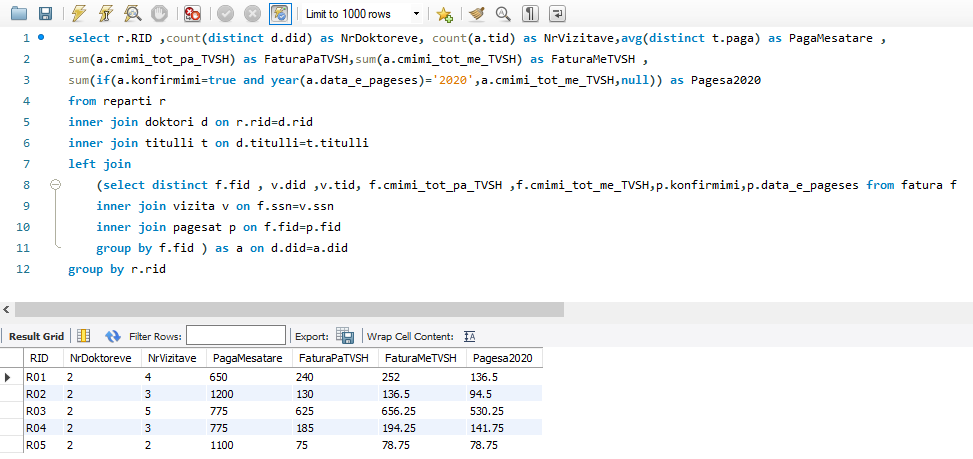 Limit to 1000 rows
1 select r.RID ,count(distinct d.did) as NrDoktoreve, count(a.tid) as NrVizitave,avg(distinct t.paga) as PagaMesatare ,
2 sum(a.cmimi_tot_pa_TVSH) as FaturaPaTVSH,sum(a.cmimi_tot_me_TVSH) as FaturaMeTVSH ,
3 sum(if(a.konfirmimi=true and year(a.data_e_pageses)='2020',a.cmimi_tot_me_TVSH,null)) as Pagesa2020
4 from reparti r
5 inner join doktori d on r.rid=d.rid
6 inner join titulli t on d.titulli=t.titulli
7 left join
8 (select distinct f.fid , v.did ,v.tid, f.cmimi_tot_pa_TVSH ,f.cmimi_tot_me_TVSH,p.konfirmimi,p.data_e_pageses from fatura f
9 inner join vizita v on f.ssn=v.ssn
10 inner join pagesat p on f.fid=p.fid
11 group by f.fid ) as a on d.did=a.did
12 group by r.rid
Result Grid Filter Rows: Export: Wrap Cell Content:
RID NrDoktoreve NrVizitave PagaMesatare FaturaPaTVSH FaturaMeTVSH Pagesa2020
R01 2 4 650 240 252 136.5
R02 2 3 1200 130 136.5 94.5
R03 2 5 775 625 656.25 530.25
R04 2 3 775 185 194.25 141.75
R05 2 2 1100 75 78.75 78.75